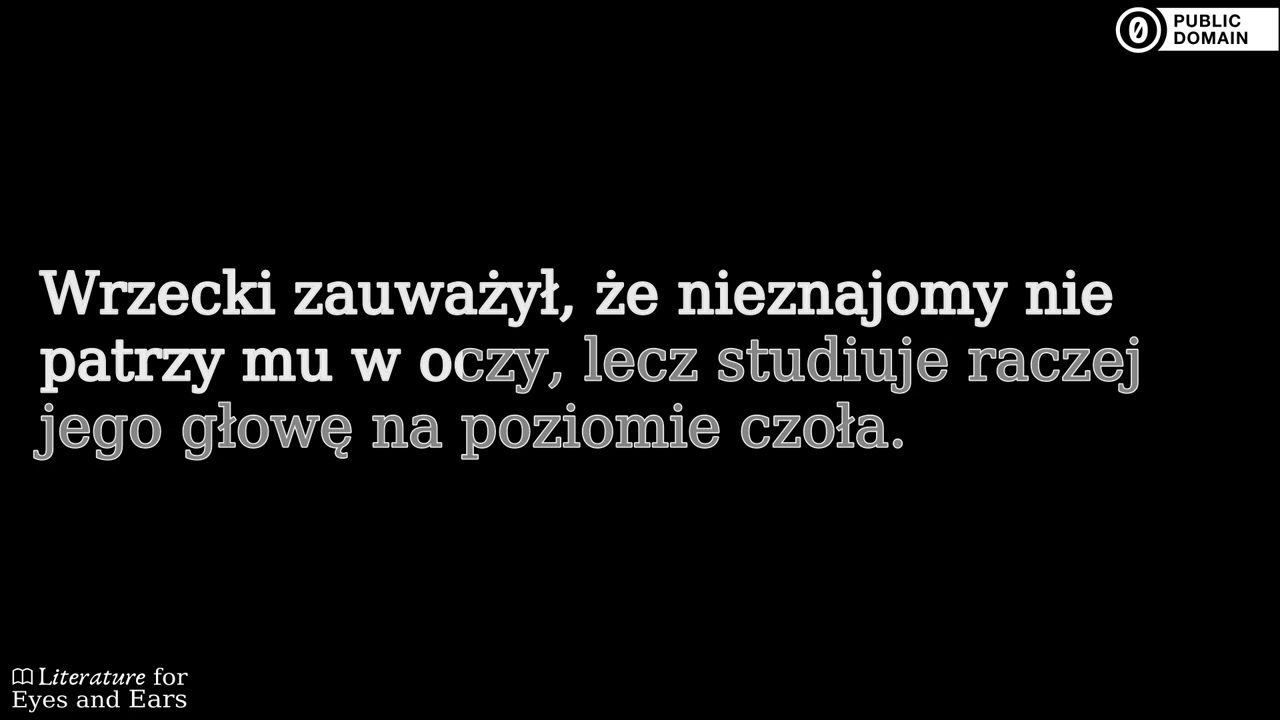 PUBLIC
DOMAIN
Wrzecki zauważył, że nieznajomy nie
patrzy mu w oczy, lecz studiuje raczej
jego głowę na poziomie czoła.
Literature for
Eyes and Ears